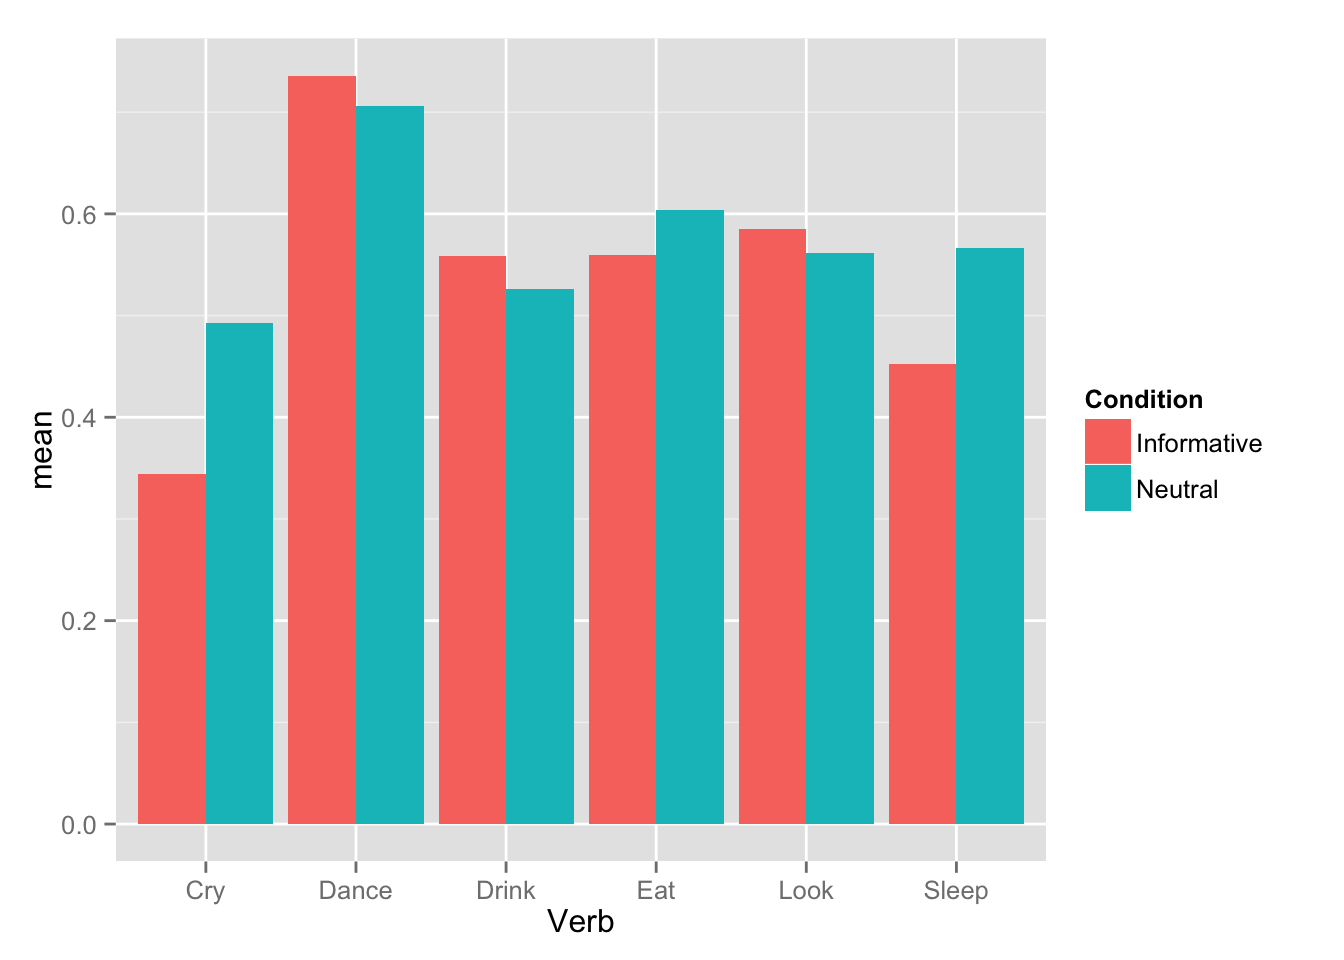 0.6
0.4
0.2
0.0
mean
Cry Dance Drink Eat Look Sleep
Verb
Condition
Informative
Neutral